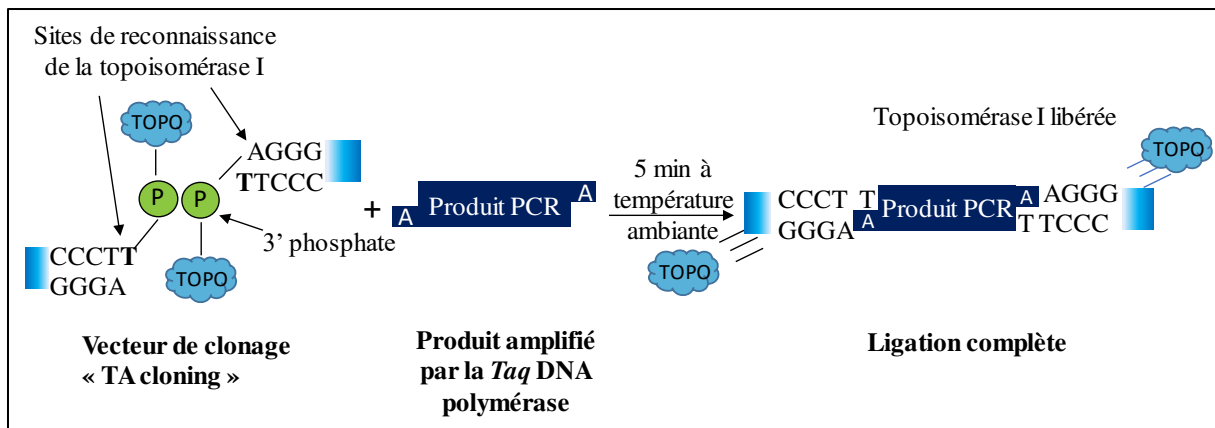 Sites de reconnaissance
de la topoisomérase I
TOPO
AGGG
TTCCC
P P
3’ phosphate
CCCTT
GGGA
TOPO
Vecteur de clonage
« TA cloning »
+
A Produit PCR A
Produit amplifié
par la Taq DNA
polymérase
5 min à
température
ambiante
Topoisomérase I libérée
TOPO
CCCT T Produit PCR A AGGG
GGGA A T TCCC
TOPO
Ligation complète